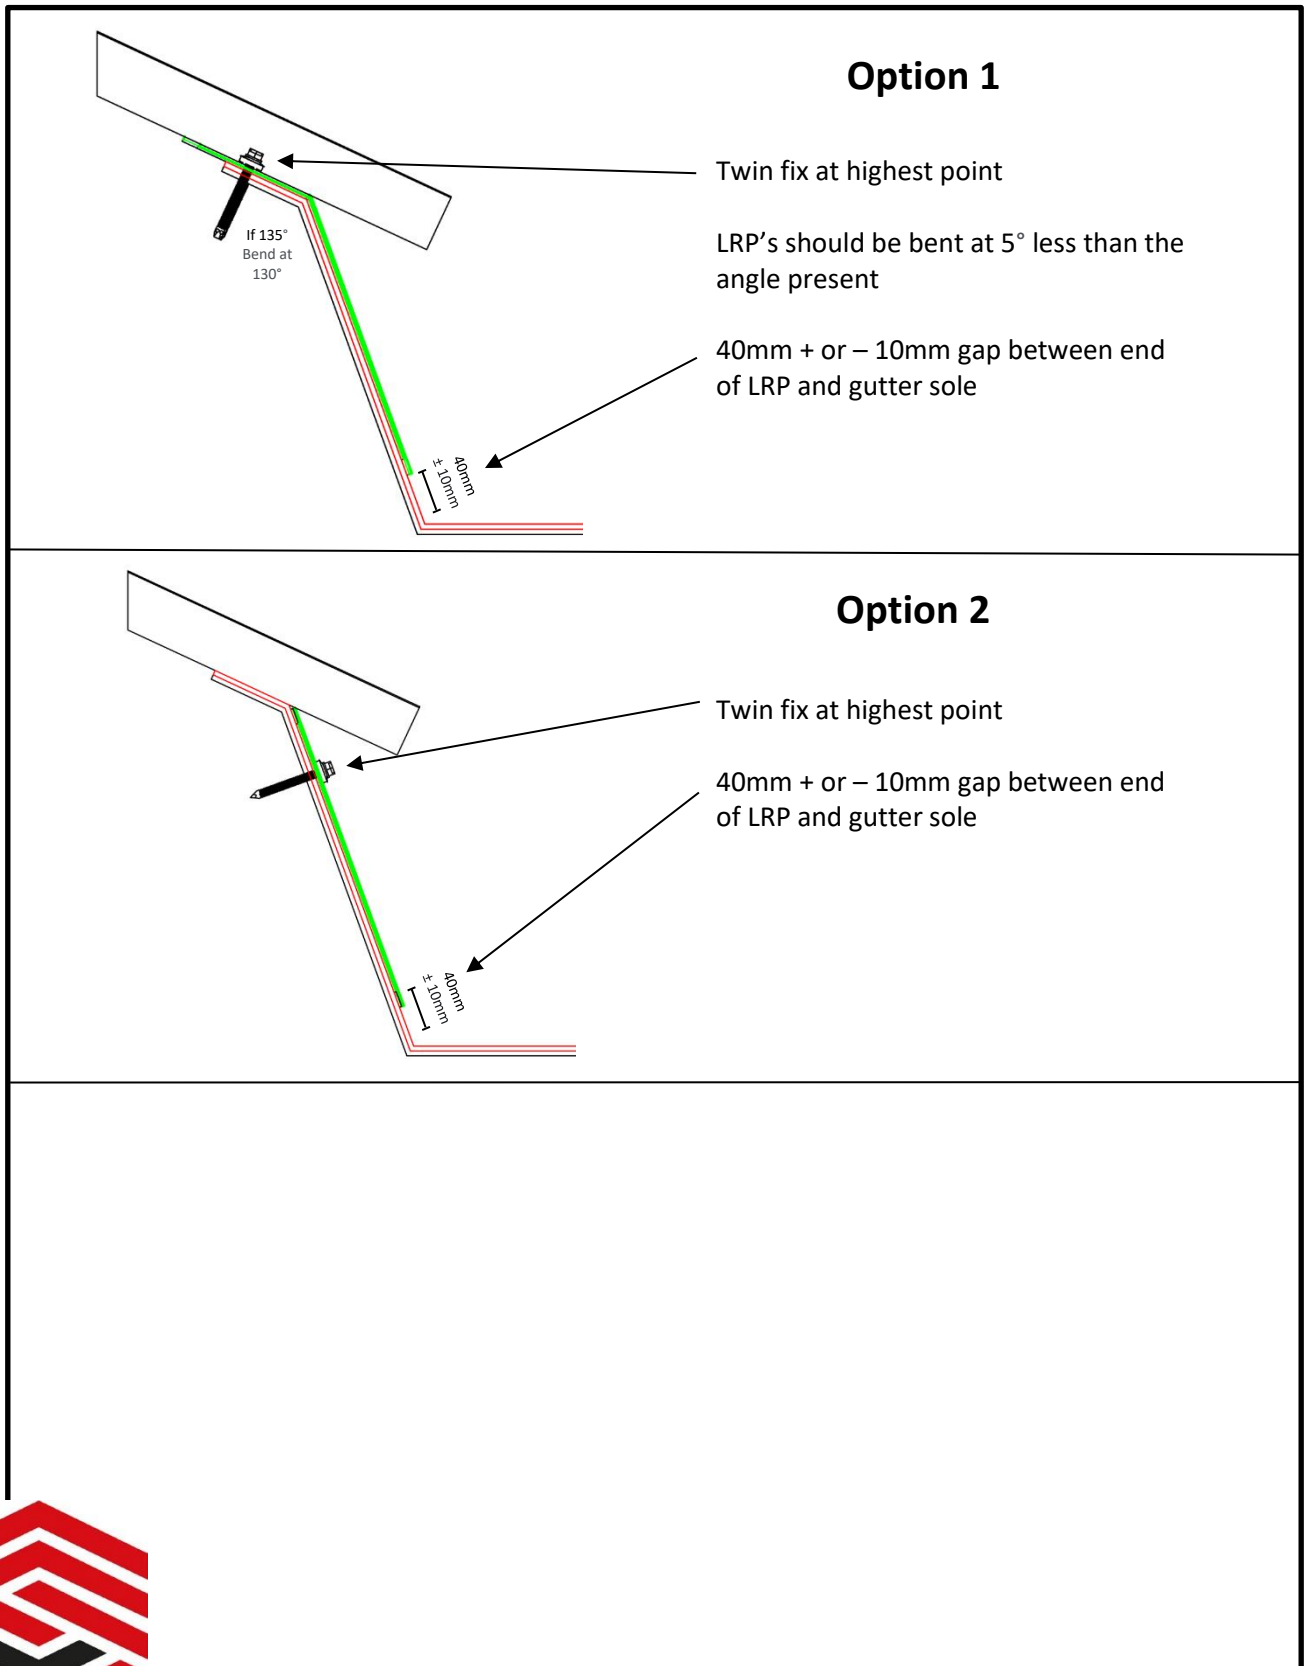 Option 1
Twin fix at highest point
LRP’s should be bent at 5° less than the
angle present
40mm + or – 10mm gap between end
of LRP and gutter sole
If 135°
Bend at
130°
40mm
± 10mm
Option 2
Twin fix at highest point
40mm + or – 10mm gap between end
of LRP and gutter sole
40mm
± 10mm